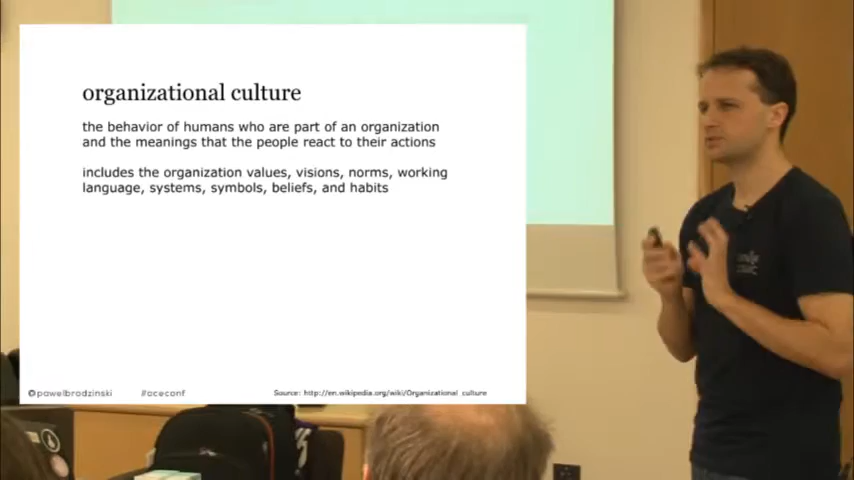 organizational culture
the behavior of humans who are part of an organization
and the meanings that the people react to their actions
includes the organization values, visions, norms, working
language, systems, symbols, beliefs, and habits
@pawelbrodzinski #aceconf Source: http://en.wikipedia.org/wiki/Organizational_culture